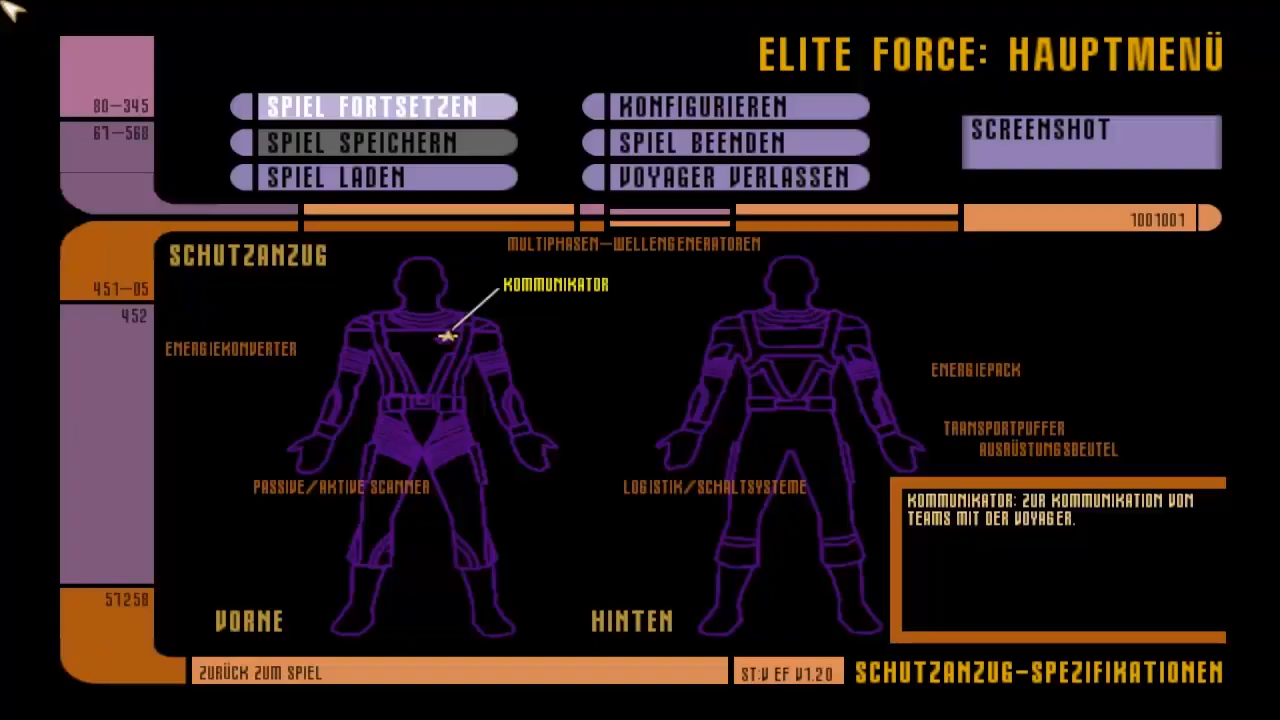 ELITE FORCE: HAUPTMENÜ
80-345
SPIEL FORTSETZEN
KONFIGURIEREN
67-560
SPIEL SPEICHERN
SPIEL BEENDEN
SCREENSHOT
SPIEL LADEN
VOYAGER VERLASSEN
1001001
SCHUTZANZUG
MULTIPHASEN-WELLENGENERATOREN
451-05
KOMMUNIKATOR
452
ENERGIEKONVERTER
ENERGIEPACK
TRANSPORTPUFFER
AUSRÜSTUNGSBEUTEL
PASSIVE/AKTIVE SCANNER
LOGISTIK/SCHALTSYSTEME
KOMMUNIKATOR: ZUR KOMMUNIKATION VON
TEAMS MIT DER VOYAGER.
57258
VORNE
HINTEN
ZURÜCK ZUM SPIEL
ST:V EF V1.20
SCHUTZANZUG-SPEZIFIKATIONEN